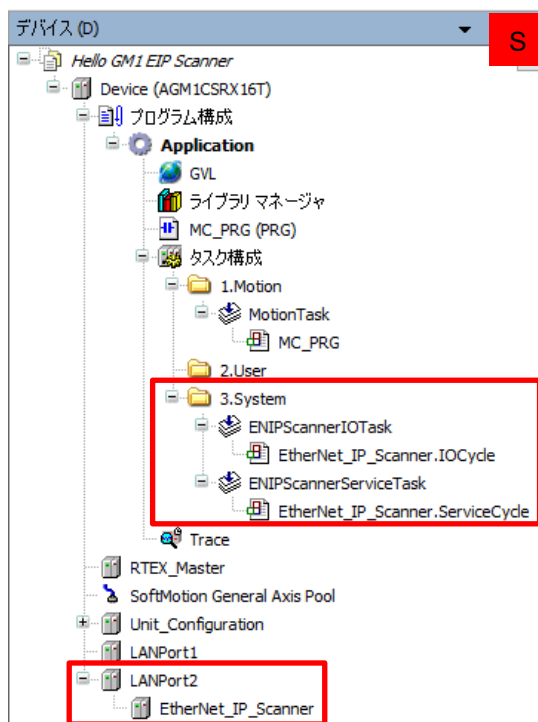 デバイス (D)
S
Hello GM1 EIP Scanner
Device (AGM1CSRX16T)
プログラム構成
Application
GVL
ライブラリ マネージャ
MC_PRG (PRG)
タスク構成
1.Motion
MotionTask
MC_PRG
2.User
3.System
ENIPScannerIOTask
EtherNet_IP_Scanner.IOCycle
ENIPScannerServiceTask
EtherNet_IP_Scanner.ServiceCycle
Trace
RTEX_Master
SoftMotion General Axis Pool
Unit_Configuration
LANPort1
LANPort2
EtherNet_IP_Scanner